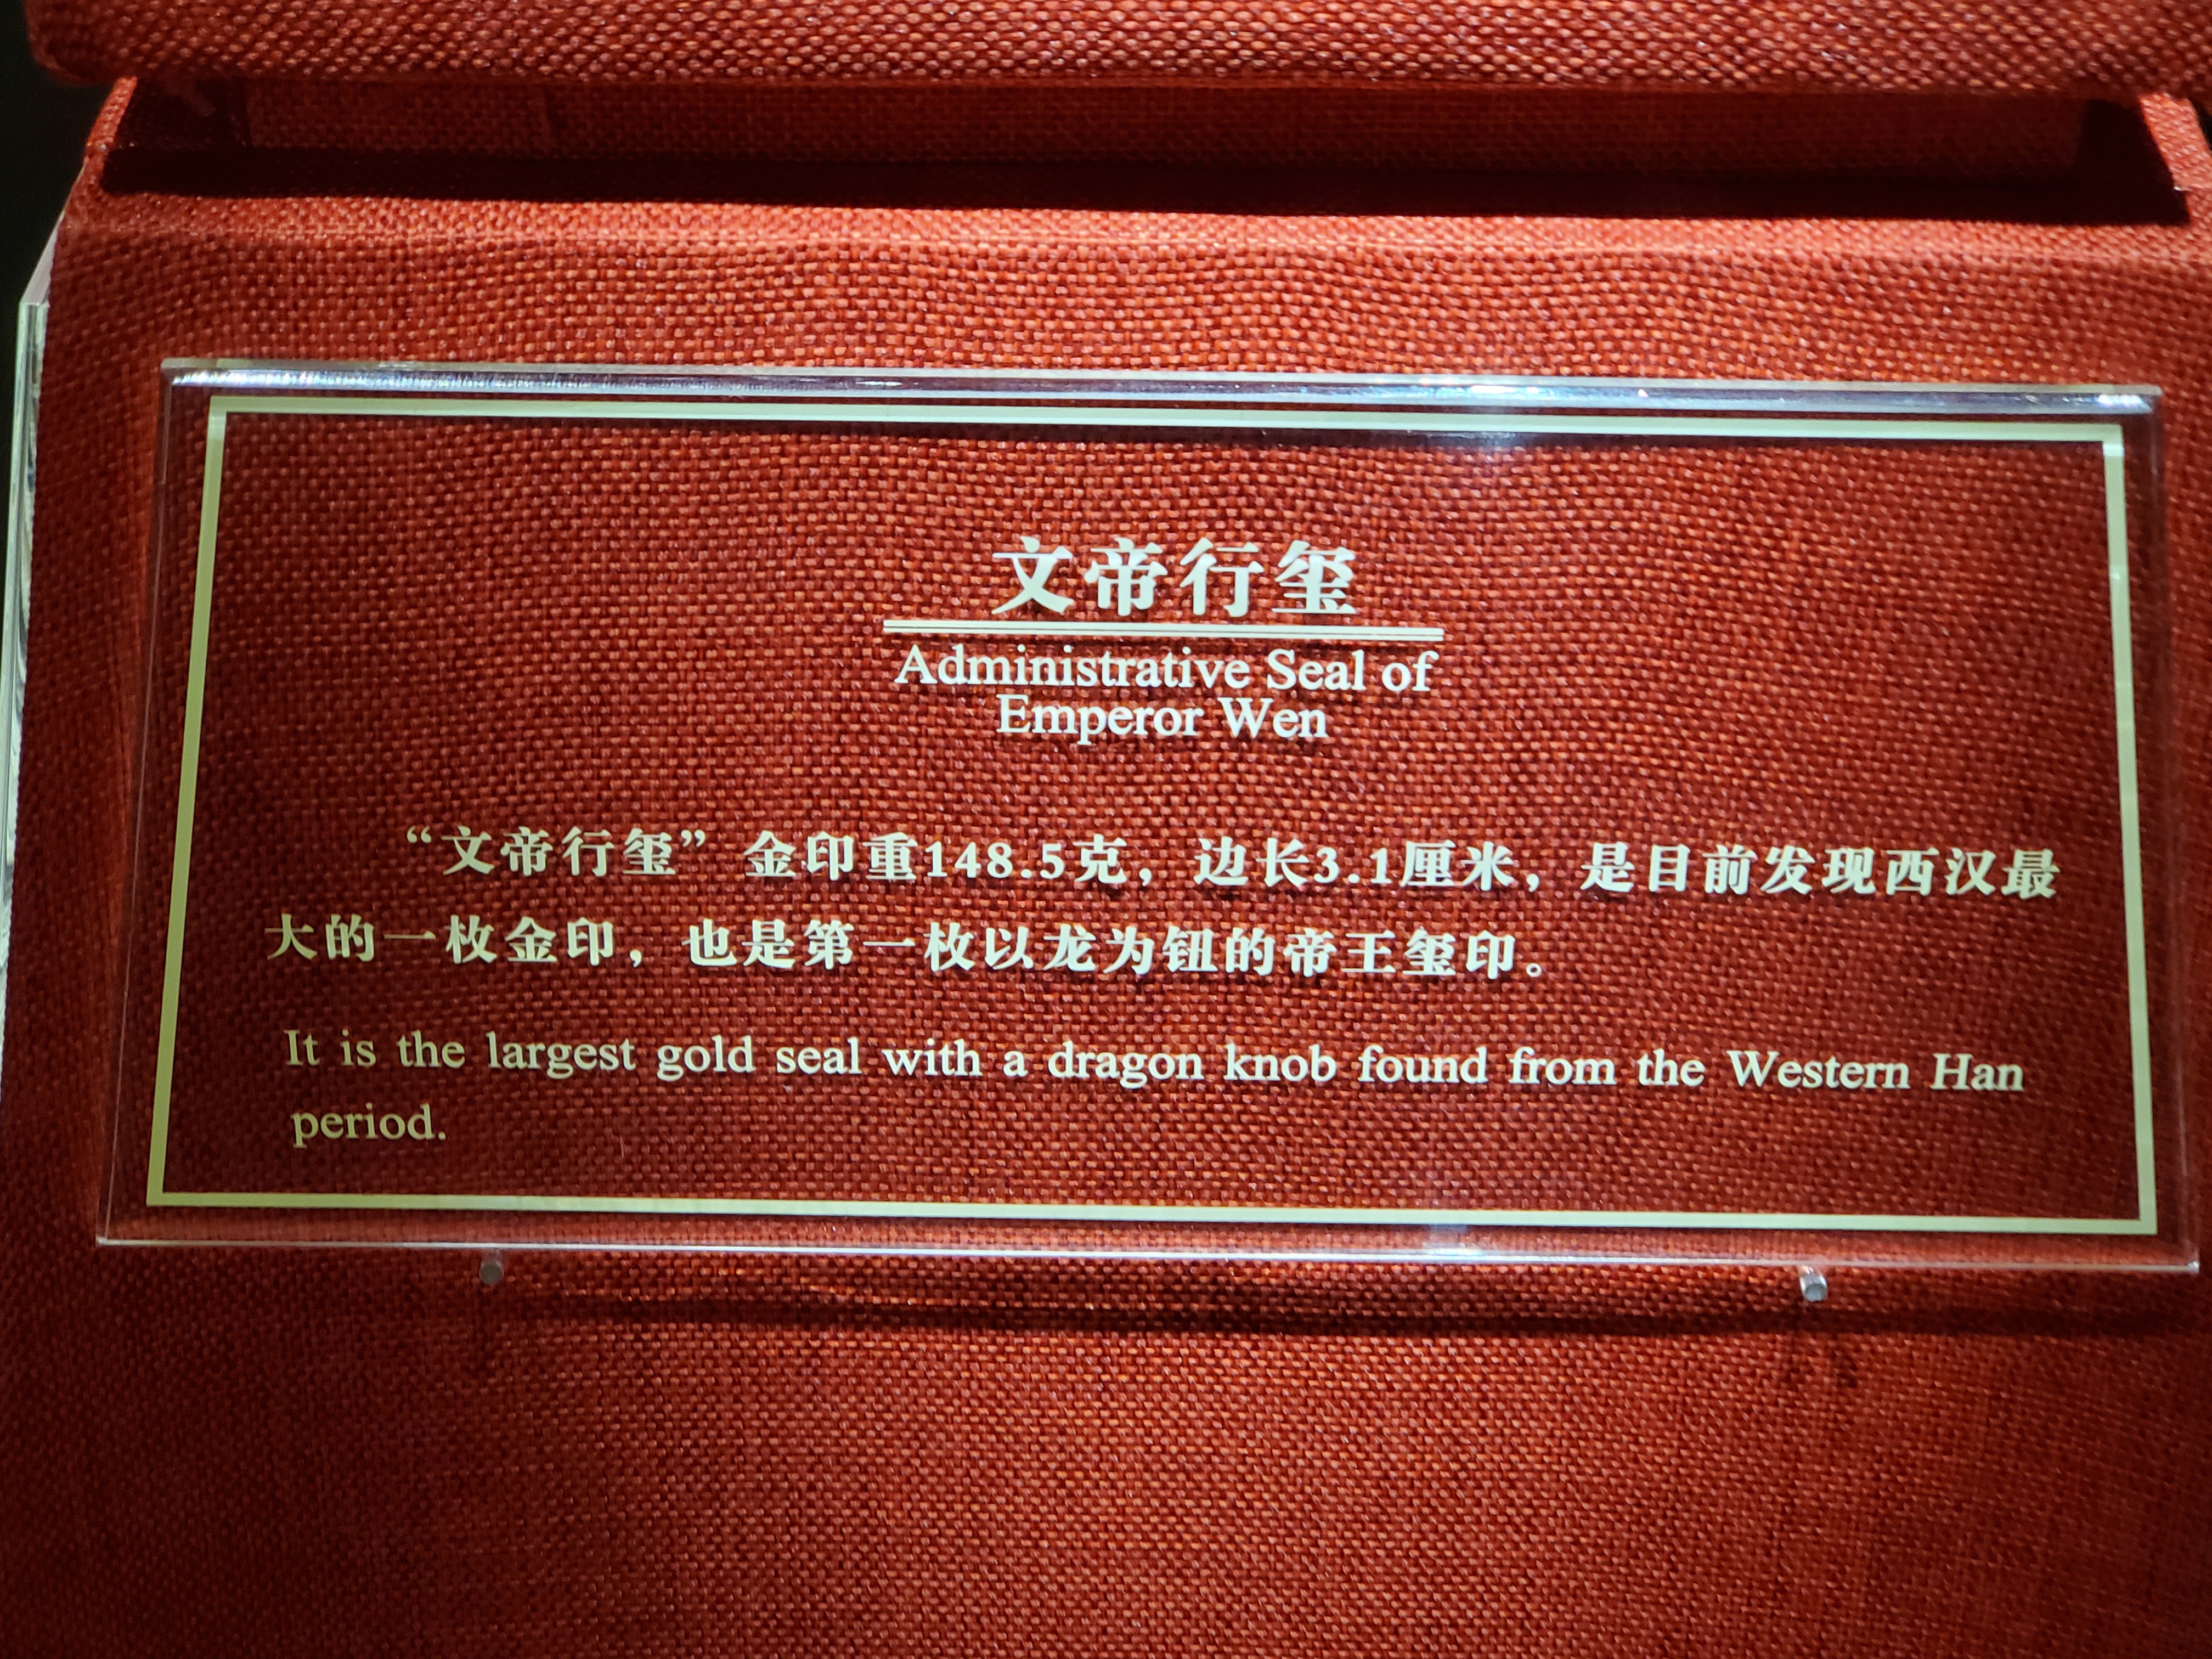 文帝行玺
Administrative Seal of
Emperor Wen
“文帝行玺”金印重148.5克，边长3.1厘米，是目前发现西汉最
大的一枚金印，也是第一枚以龙为钮的帝王玺印。
It is the largest gold seal with a dragon knob found from the Western Han
period.